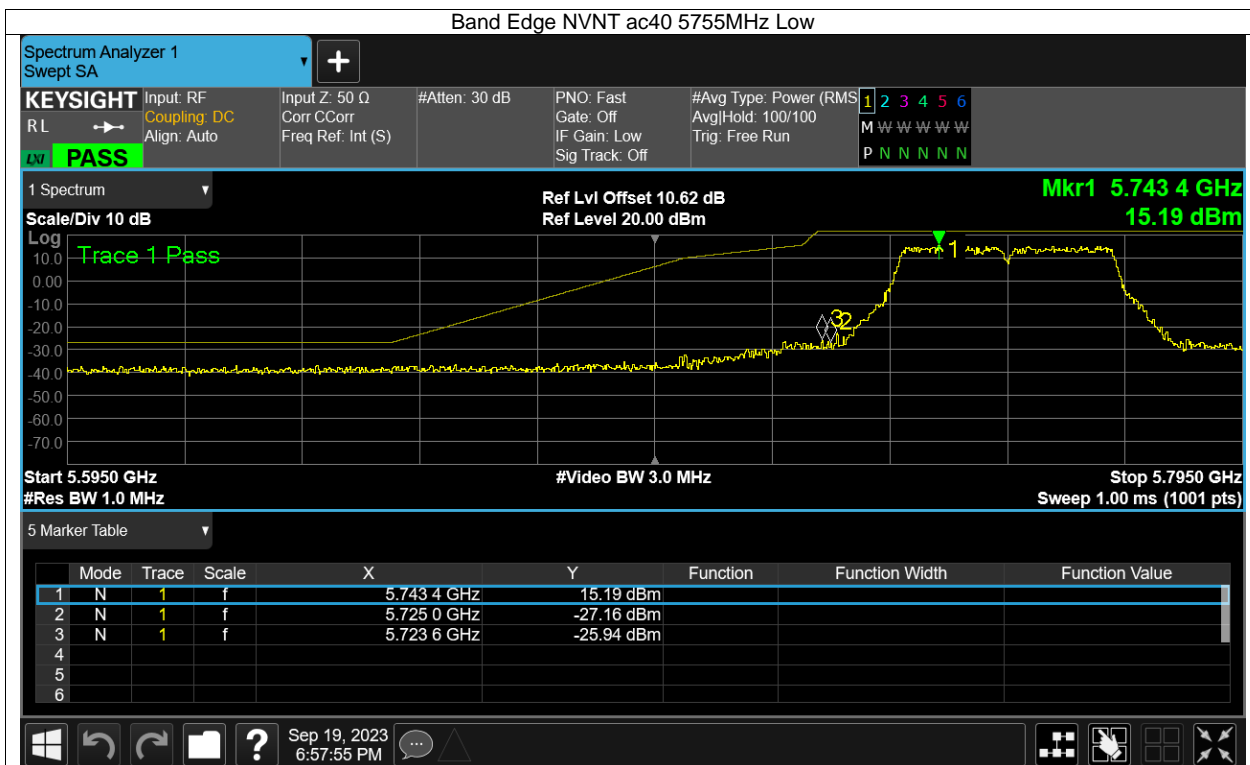 Band Edge NVNT ac40 5755MHz Low
Spectrum Analyzer 1
Swept SA
KEYSIGHT Input: RF Input Z: 50 Ω #Atten: 30 dB PNO: Fast #Avg Type: Power (RMS 1 2 3 4 5 6
RL Coupling: DC Corr CCorr Gate: Off Avg|Hold: 100/100
Align: Auto Freq Ref: Int (S) IF Gain: Low Trig: Free Run M W W W W W
LXI PASS Sig Track: Off P N N N N N
1 Spectrum Ref Lvl Offset 10.62 dB Mkr1 5.743 4 GHz
Scale/Div 10 dB Ref Level 20.00 dBm 15.19 dBm
Log
Trace 1 Pass
1
32
10.0
0.00
-10.0
-20.0
-30.0
-40.0
-50.0
-60.0
-70.0
Start 5.5950 GHz #Video BW 3.0 MHz Stop 5.7950 GHz
#Res BW 1.0 MHz Sweep 1.00 ms (1001 pts)
5 Marker Table
Mode Trace Scale X Y Function Function Width Function Value
1 N 1 f 5.743 4 GHz 15.19 dBm
2 N 1 f 5.725 0 GHz -27.16 dBm
3 N 1 f 5.723 6 GHz -25.94 dBm
4
5
6
? Sep 19, 2023
6:57:55 PM